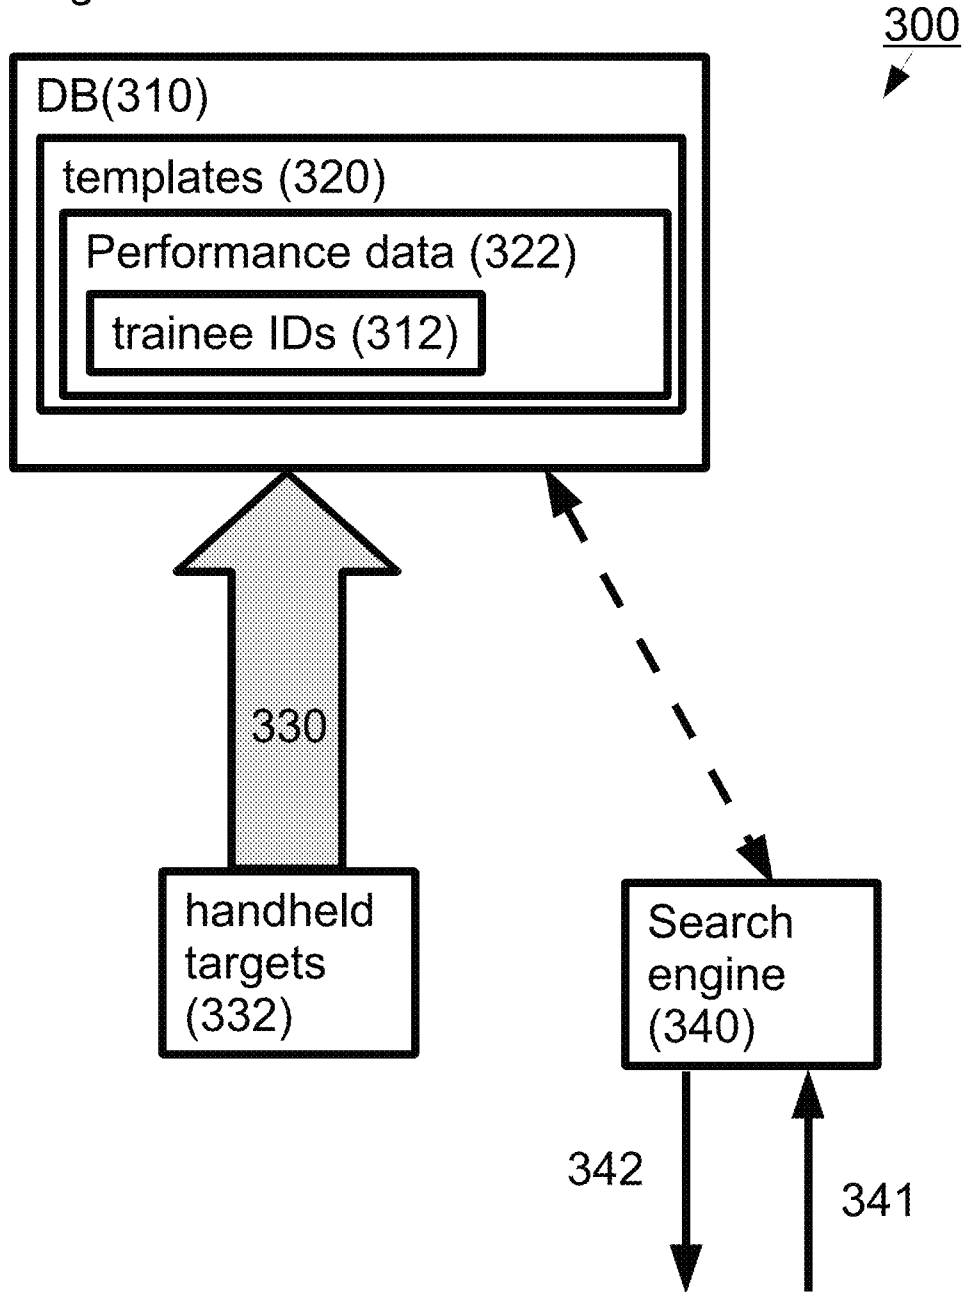 300
DB(310)
templates (320)
Performance data (322)
trainee IDs (312)
330
handheld
targets
(332)
Search
engine
(340)
342
341